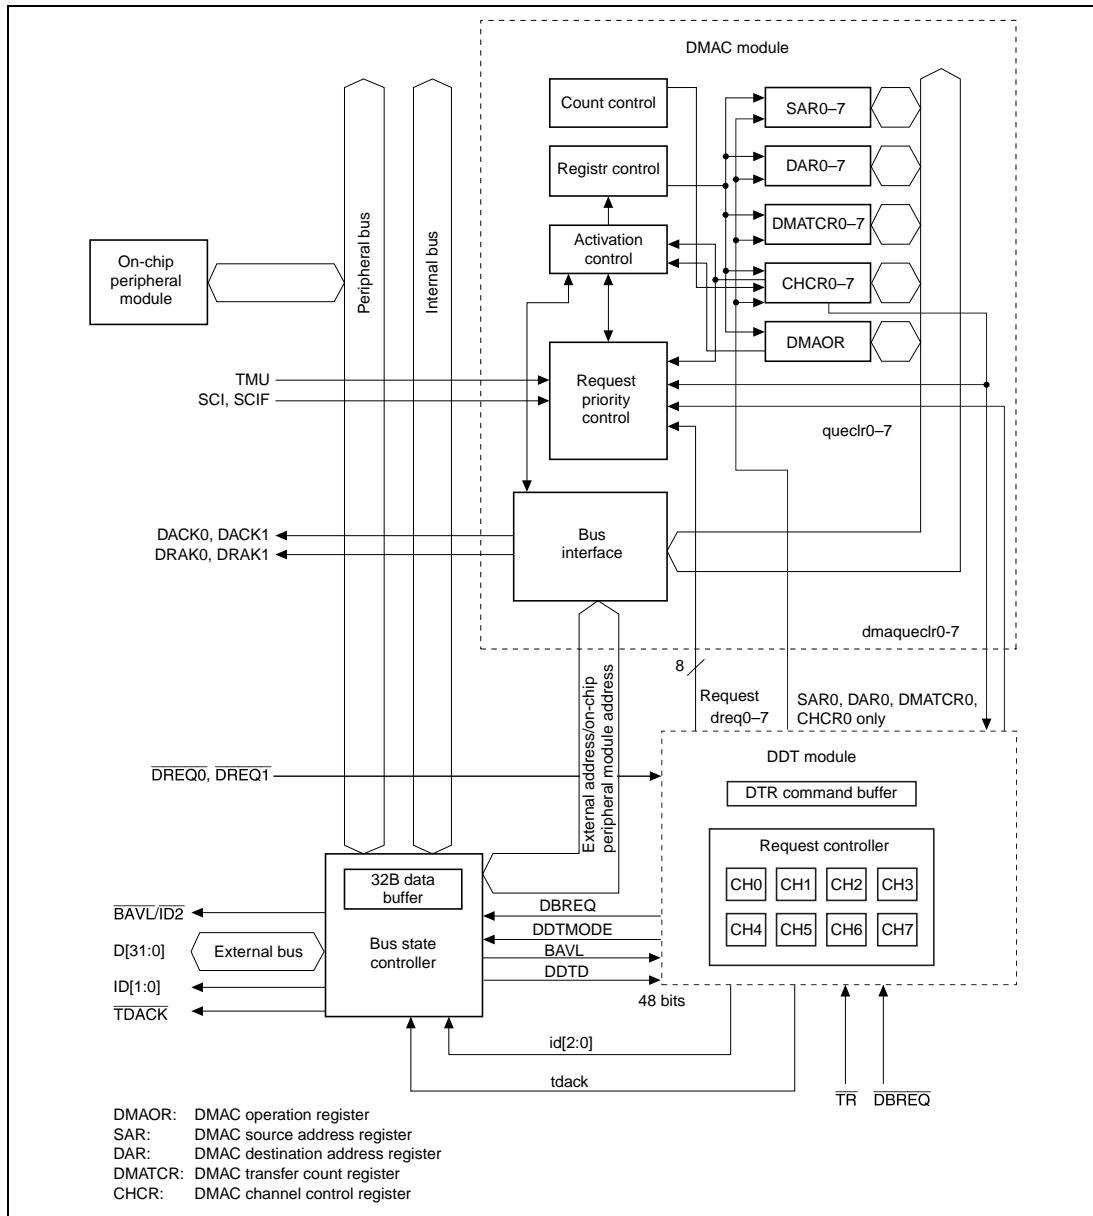 DMAC module
Count control
SAR0–7
Registr control
DAR0–7
DMATCR0–7
On-chip
peripheral
module
Peripheral bus
Internal bus
Activation
control
CHCR0–7
DMAOR
TMU
SCI, SCIF
Request
priority
control
queclr0–7
DACK0, DACK1
DRAK0, DRAK1
Bus
interface
dmaqueclr0-7
External address/on-chip
peripheral module address
8
Request
dreq0–7
SAR0, DAR0, DMATCR0,
CHCR0 only
DREQ0, DREQ1
DDT module
DTR command buffer
Request controller
CH0 CH1 CH2 CH3
CH4 CH5 CH6 CH7
32B data
buffer
Bus state
controller
BAVL/ID2
D[31:0]
External bus
ID[1:0]
TDACK
DBREQ
DDTMODE
BAVL
DDTD
48 bits
id[2:0]
tdack
TR
DBREQ
DMAOR: DMAC operation register
SAR: DMAC source address register
DAR: DMAC destination address register
DMATCR: DMAC transfer count register
CHCR: DMAC channel control register